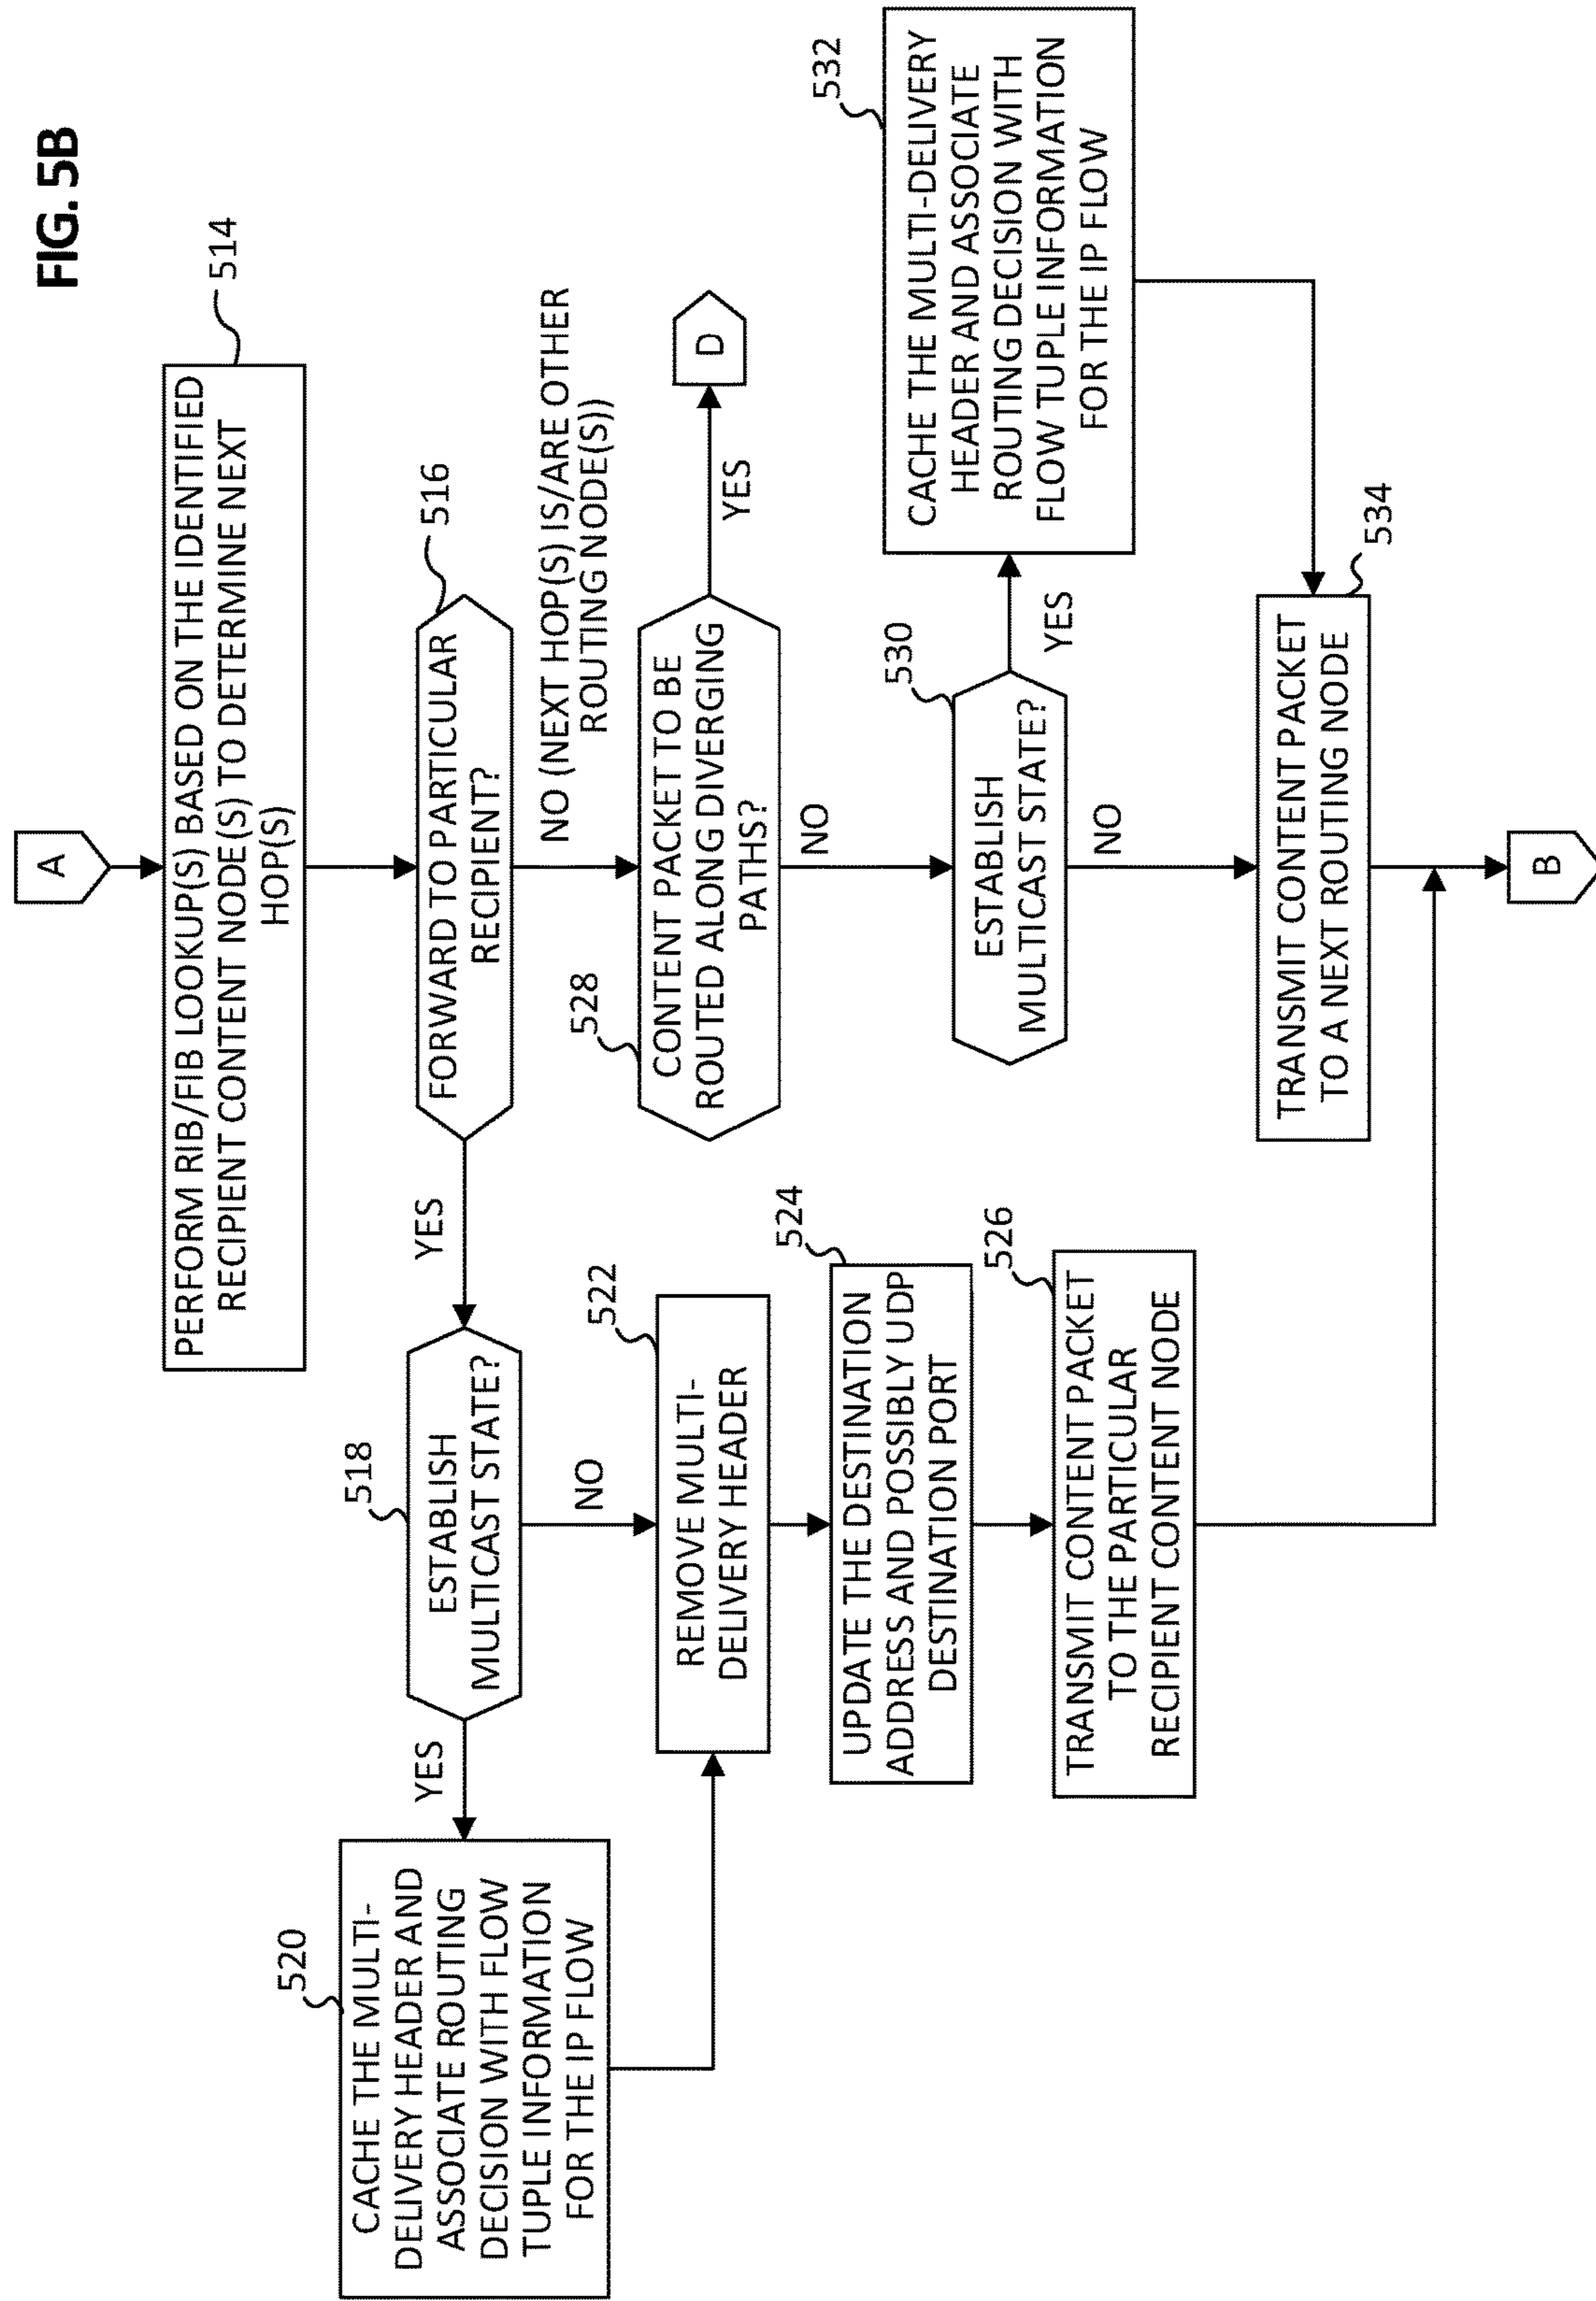 FIG. 5B
A
514
PERFORM RIB/FIB LOOKUP(S) BASED ON THE IDENTIFIED
RECIPIENT CONTENT NODE(S) TO DETERMINE NEXT
HOP(S)
516
FORWARD TO PARTICULAR
RECIPIENT?
YES
NO (NEXT HOP(S) IS/ARE OTHER
ROUTING NODE(S))
518
ESTABLISH
MULTICAST STATE?
YES
NO
520
CACHE THE MULTI-
DELIVERY HEADER AND
ASSOCIATE ROUTING
DECISION WITH FLOW
TUPLE INFORMATION
FOR THE IP FLOW
522
REMOVE MULTI-
DELIVERY HEADER
524
UPDATE THE DESTINATION
ADDRESS AND POSSIBLY UDP
DESTINATION PORT
526
TRANSMIT CONTENT PACKET
TO THE PARTICULAR
RECIPIENT CONTENT NODE
528
CONTENT PACKET TO BE
ROUTED ALONG DIVERGING
PATHS?
YES
D
NO
530
ESTABLISH
MULTICAST STATE?
YES
NO
532
CACHE THE MULTI-DELIVERY
HEADER AND ASSOCIATE
ROUTING DECISION WITH
FLOW TUPLE INFORMATION
FOR THE IP FLOW
534
TRANSMIT CONTENT PACKET
TO A NEXT ROUTING NODE
B